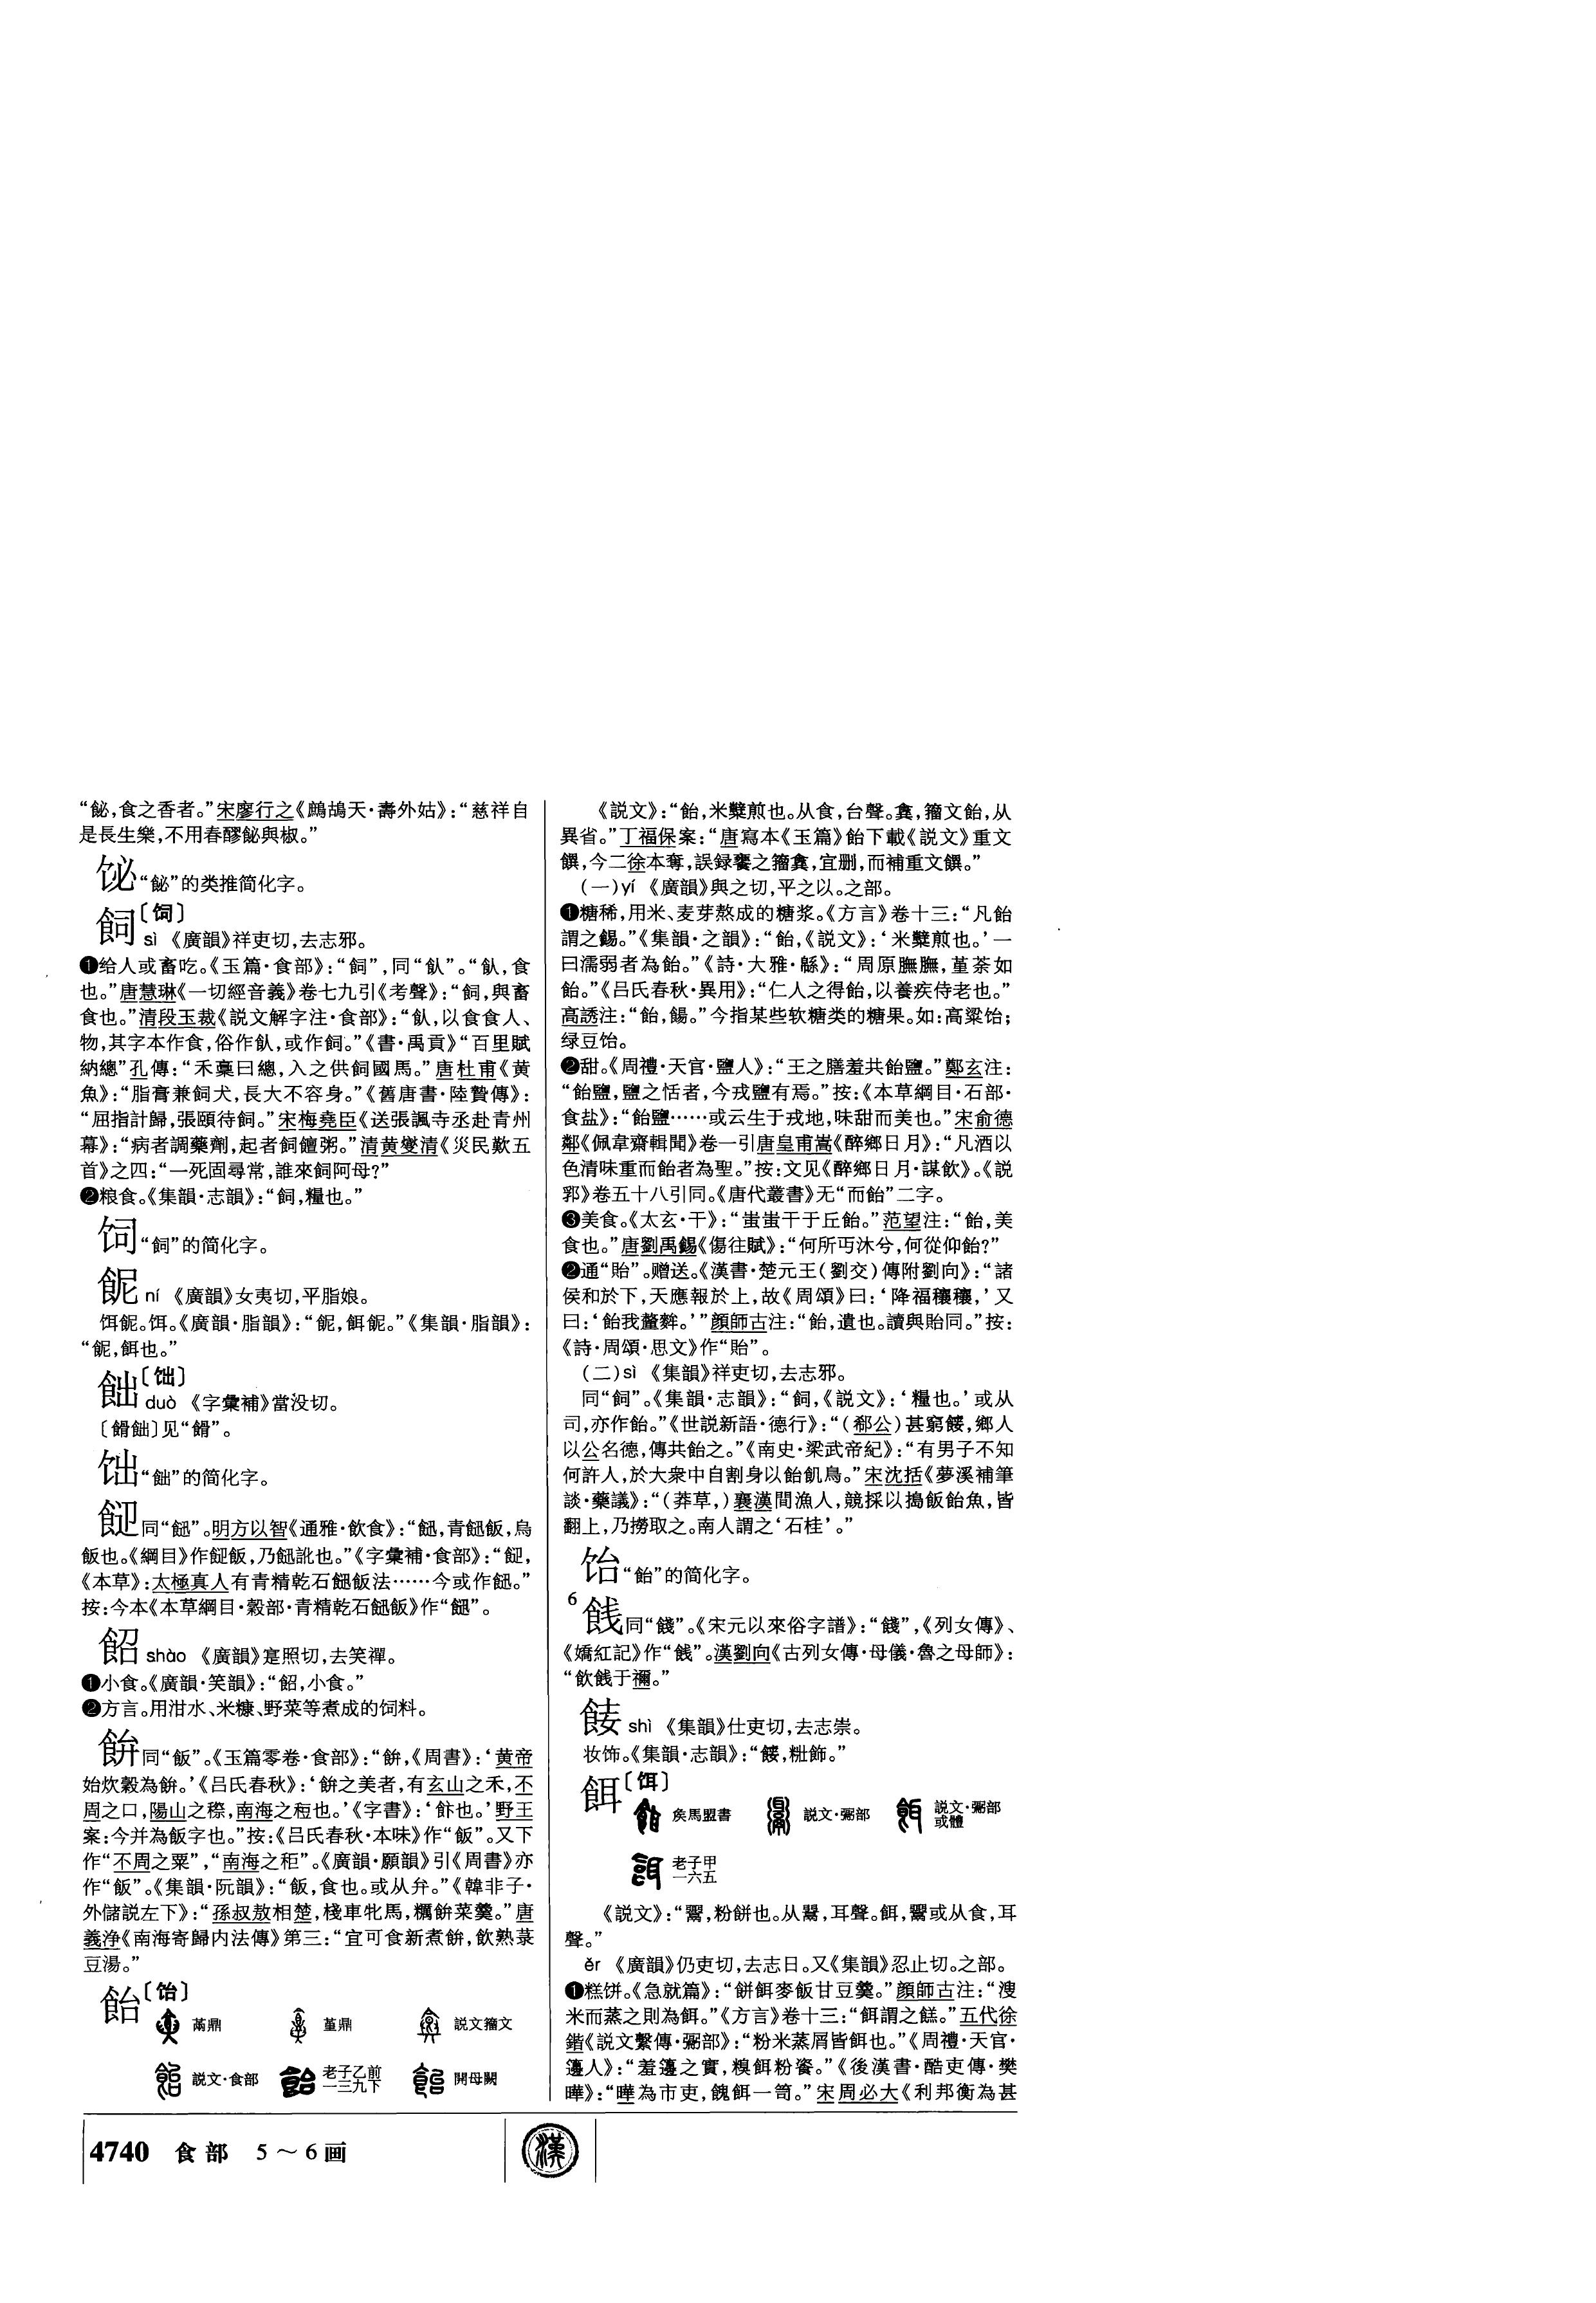 “飶,食之香者。”宋廖行之《鷓鴣天·壽外姑》:“慈祥自
是長生樂,不用春醪飶與椒。”
“飶”的类推简化字。
飼〔饲〕
sì 《廣韻》祥吏切,去志邪。
❶给人或畜吃。《玉篇·食部》:“飼”,同“飤”。“飤,食
也。”唐慧琳《一切經音義》卷七九引《考聲》:“飼,與畜
食也。”清段玉裁《説文解字注·食部》:“飤,以食食人、
物,其字本作食,俗作飤,或作飼。”《書·禹貢》“百里賦
納總”孔傳:“禾稾曰總,入之供飼國馬。”唐杜甫《黄
魚》:“脂膏兼飼犬,長大不容身。”《舊唐書·陸贄傳》:
“屈指計歸,張頤待飼。”宋梅堯臣《送張諷寺丞赴青州
幕》:“病者調藥劑,起者飼饘粥。”清黄燮清《災民歎五
首》之四:“一死固尋常,誰來飼阿母?”
❷粮食。《集韻·志韻》:“飼,糧也。”
饲“飼”的简化字。
䬹 ní 《廣韻》女夷切,平脂娘。
饵䬹。饵。《廣韻·脂韻》:“䬹,餌䬹。”《集韻·脂韻》:
“䬹,餌也。”
飿〔饳〕
duò 《字彙補》當没切。
〔餶飿〕见“餶”。
饳“飿”的简化字。
同“䭀”。明方以智《通雅·飲食》:“青飯,烏
飯也。《綱目》作飯,乃訛也。”《字彙補·食部》:“
《本草》:太極真人有青精乾石飯法……今或作。”
按:今本《本草綱目·穀部·青精乾石飯》作“”。
䬰 shào 《廣韻》寔照切,去笑禪。
❶小食。《廣韻·笑韻》:“䬰,小食。”
❷方言。用泔水、米糠、野菜等煮成的饲料。
餅同“飯”。《玉篇零卷·食部》:“餅,《周書》:‘黄帝
始炊穀為餅。’《吕氏春秋》:‘餅之美者,有玄山之禾,不
周之口,陽山之穄,南海之秬也。’《字書》:‘飰也。’野王
案:今并為飯字也。”按:《吕氏春秋·本味》作“飯”。又下
作“不周之粟”,“南海之秬”。《廣韻·願韻》引《周書》亦
作“飯”。《集韻·阮韻》:“飯,食也。或从弁。”《韓非子·
外儲説左下》:“孫叔敖相楚,棧車牝馬,糲餅菜羹。”唐
義浄《南海寄歸内法傳》第三:“宜可食新煮餅,飲熟菉
豆湯。”
飴〔饴〕
鼎 堇鼎 説文籀文
説文·食部 老子乙前一三九下 開母闕
《説文》:“飴,米糱煎也。从食,台聲。𩛛,籀文飴,从
異省。”丁福保案:“唐寫本《玉篇》飴下載《説文》重文
饌,今二徐本奪,誤録饔之籀𩛛,宜删,而補重文饌。”
(一)yí 《廣韻》與之切,平之以。之部。
❶糖稀,用米、麦芽熬成的糖浆。《方言》卷十三:“凡飴
謂之餳。”《集韻·之韻》:“飴,《説文》:‘米糱煎也。’一
曰濡弱者為飴。”《詩·大雅·緜》:“周原膴膴,堇荼如
飴。”《吕氏春秋·異用》:“仁人之得飴,以養疾侍老也。”
高誘注:“飴,餳。”今指某些软糖类的糖果。如:高粱饴;
绿豆饴。
❷甜。《周禮·天官·鹽人》:“王之膳羞共飴鹽。”鄭玄注:
“飴鹽,鹽之恬者,今戎鹽有焉。”按:《本草綱目·石部·
食盐》:“飴鹽……或云生于戎地,味甜而美也。”宋俞德
鄰《佩韋齋輯聞》卷一引唐皇甫嵩《醉鄉日月》:“凡酒以
色清味重而飴者為聖。”按:文见《醉鄉日月·謀飲》。《説
郛》卷五十八引同。《唐代叢書》无“而飴”二字。
❸美食。《太玄·干》:“蚩蚩干于丘飴。”范望注:“飴,美
食也。”唐劉禹錫《傷往賦》:“何所丐沐兮,何從仰飴?”
❷通“貽”。赠送。《漢書·楚元王(劉交)傳附劉向》:“諸
侯和於下,天應報於上,故《周頌》曰:‘降福穰穰,’又
曰:‘飴我釐麰。’”顔師古注:“飴,遺也。讀與貽同。”按:
《詩·周頌·思文》作“貽”。
(二)sì 《集韻》祥吏切,去志邪。
同“飼”。《集韻·志韻》:“飼,《説文》:‘糧也。’或从
司,亦作飴。”《世説新語·德行》:“(郗公)甚窮餒,鄉人
以公名德,傳共飴之。”《南史·梁武帝紀》:“有男子不知
何許人,於大衆中自割身以飴飢鳥。”宋沈括《夢溪補筆
談·藥議》:“(莽草,)襄漢間漁人,競採以搗飯飴魚,皆
翻上,乃撈取之。南人謂之‘石桂’。”
饴“飴”的简化字。
6
同“餞”。《宋元以來俗字譜》:“餞”,《列女傳》、
《嬌紅記》作“”。漢劉向《古列女傳·母儀·魯之母師》:
“飲于禰。”
shì 《集韻》仕吏切,去志崇。
妆饰。《集韻·志韻》:“,粃飾。”
餌〔饵〕
矦馬盟書 説文·䰜部 説文·䰜部或體
老子甲一六五
《説文》:“𩱓,粉餅也。从䰜,耳聲。餌,𩱓或从食,耳
聲。”
ěr 《廣韻》仍吏切,去志日。又《集韻》忍止切。之部。
❶糕饼。《急就篇》:“餅餌麥飯甘豆羹。”顔師古注:“溲
米而蒸之則為餌。”《方言》卷十三:“餌謂之餻。”五代徐
鍇《説文繫傳·䰜部》:“粉米蒸屑皆餌也。”《周禮·天官·
籩人》:“羞籩之實,糗餌粉餈。”《後漢書·酷吏傳·樊
曄》:“曄為市吏,餽餌一笥。”宋周必大《利邦衡為甚
4740 食部 5～6画
漢